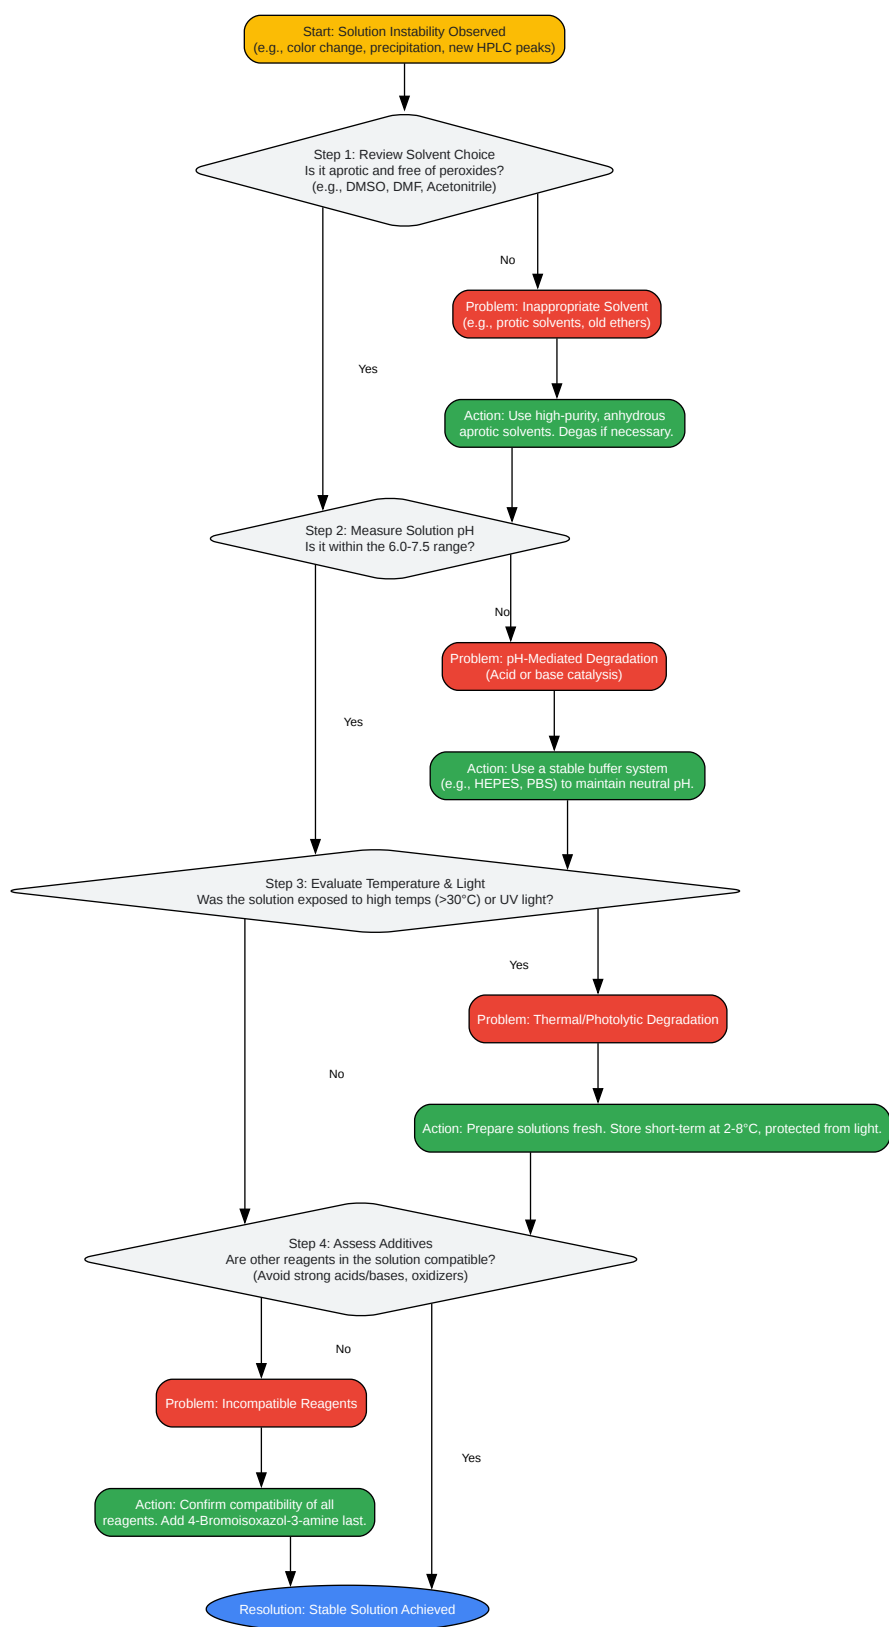 Start: Solution Instability Observed
(e.g., color change, precipitation, new HPLC peaks)
Step 1: Review Solvent Choice
Is it aprotic and free of peroxides?
(e.g., DMSO, DMF, Acetonitrile)
No
Problem: Inappropriate Solvent
(e.g., protic solvents, old ethers)
Yes
Action: Use high-purity, anhydrous
aprotic solvents. Degas if necessary.
Step 2: Measure Solution pH
Is it within the 6.0-7.5 range?
No
Problem: pH-Mediated Degradation
(Acid or base catalysis)
Yes
Action: Use a stable buffer system
(e.g., HEPES, PBS) to maintain neutral pH.
Step 3: Evaluate Temperature & Light
Was the solution exposed to high temps (>30°C) or UV light?
Yes
Problem: Thermal/Photolytic Degradation
No
Action: Prepare solutions fresh. Store short-term at 2-8°C, protected from light.
Step 4: Assess Additives
Are other reagents in the solution compatible?
(Avoid strong acids/bases, oxidizers)
No
Problem: Incompatible Reagents
Yes
Action: Confirm compatibility of all
reagents. Add 4-Bromoisoxazol-3-amine last.
Resolution: Stable Solution Achieved